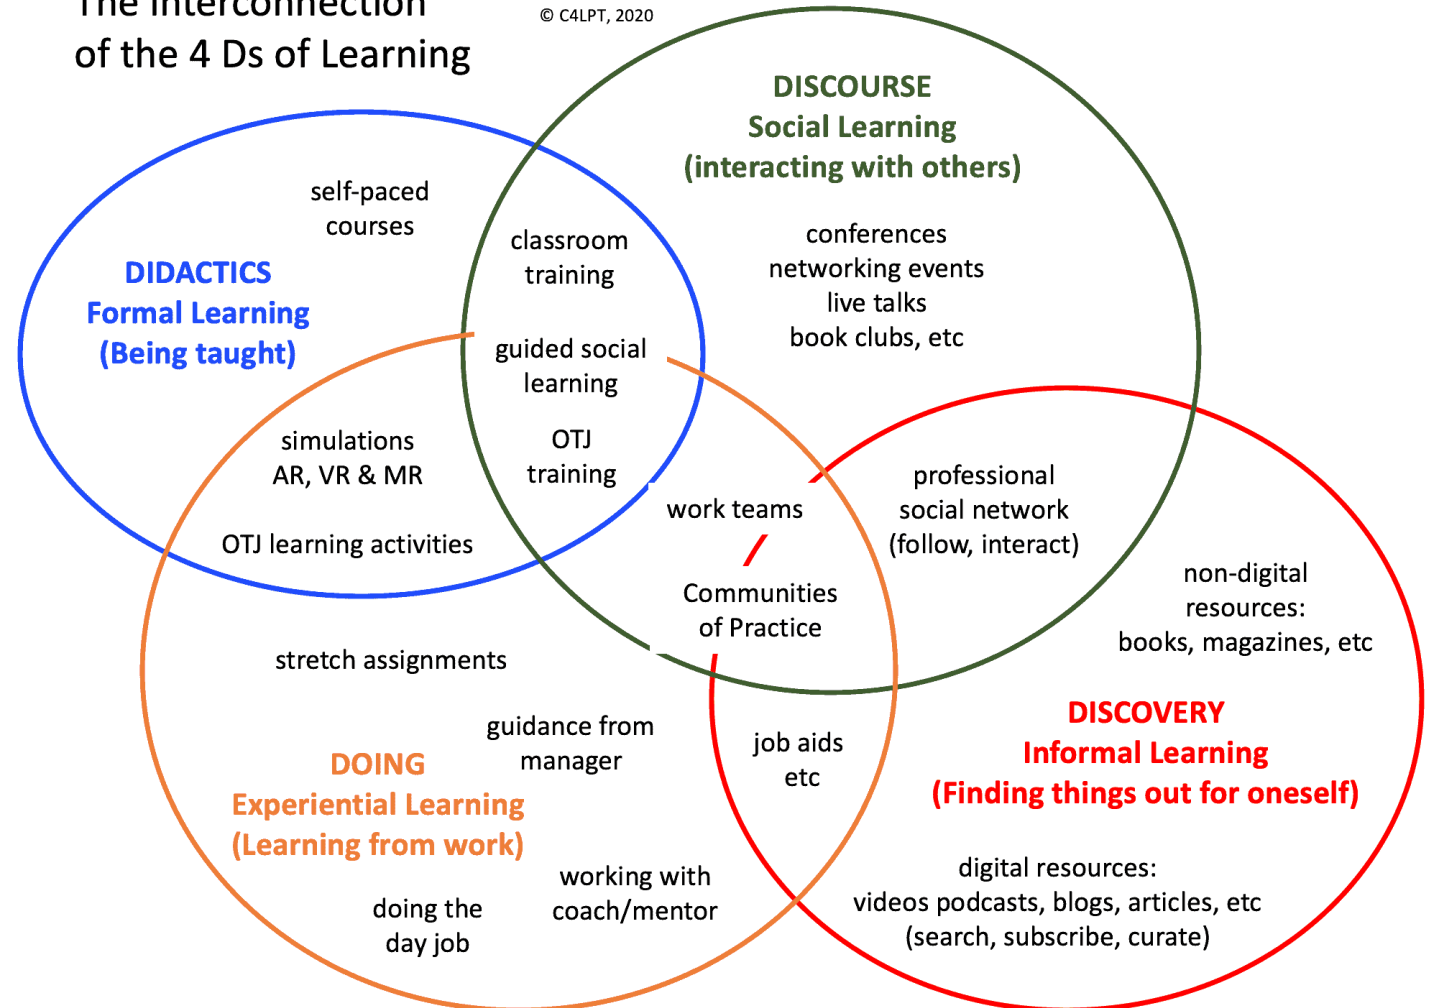 The interconnection
of the 4 Ds of Learning
© C4LPT, 2020
DISCOURSE
Social Learning
(interacting with others)
conferences
networking events
live talks
book clubs, etc
self-paced
courses
DIDACTICS
Formal Learning
(Being taught)
classroom
training
guided social
learning
OTJ
training
simulations
AR, VR & MR
OTJ learning activities
work teams
Communities
of Practice
professional
social network
(follow, interact)
non-digital
resources:
books, magazines, etc
DISCOVERY
Informal Learning
(Finding things out for oneself)
digital resources:
videos podcasts, blogs, articles, etc
(search, subscribe, curate)
job aids
etc
stretch assignments
guidance from
manager
DOING
Experiential Learning
(Learning from work)
working with
coach/mentor
doing the
day job